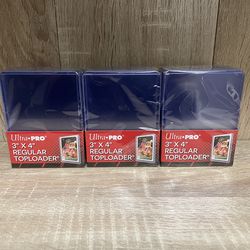 Ultra•PRO
3" X 4"
REGULAR
TOPLOADER
Ultra•PRO
3" X 4"
REGULAR
TOPLOADER
Ultra•PRO
3" X 4"
REGULAR
TOPLOADER